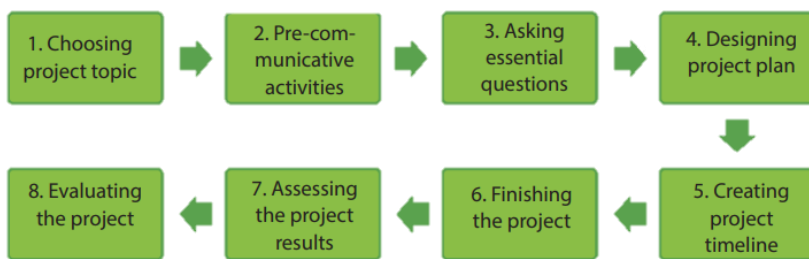 1. Choosing
project topic
2. Pre-com-
municative
activities
3. Asking
essential
questions
4. Designing
project plan
5. Creating
project
timeline
6. Finishing
the project
7. Assessing
the project
results
8. Evaluating
the project